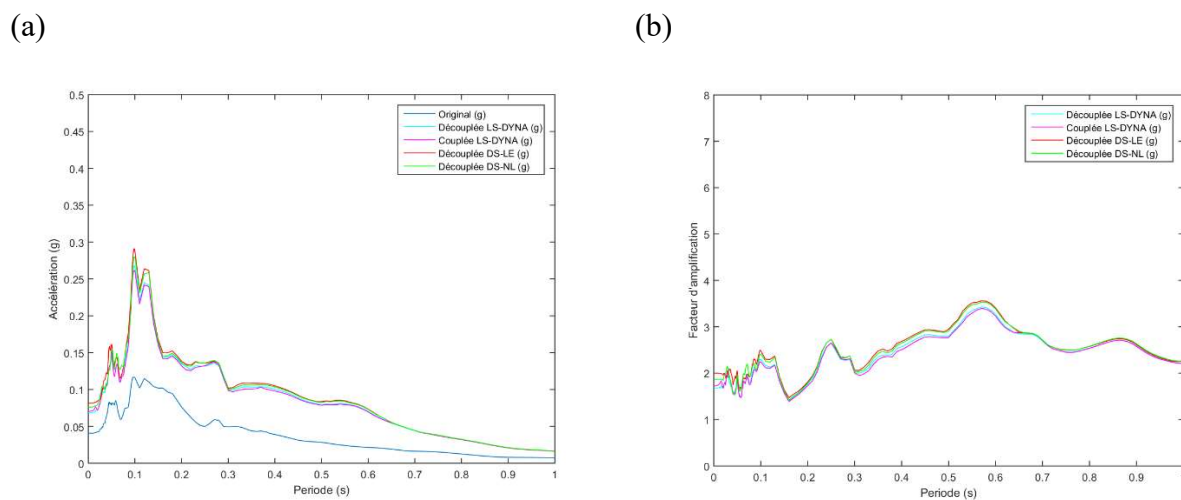 (a)
(b)
0.5
0.45
0.4
0.35
0.3
0.25
0.2
0.15
0.1
0.05
0
Accélération (g)
Original (g)
Découplée LS-DYNA (g)
Couplée LS-DYNA (g)
Découplée DS-LE (g)
Découplée DS-NL (g)
0 0.1 0.2 0.3 0.4 0.5 0.6 0.7 0.8 0.9 1
Periode (s)
8
7
6
5
4
3
2
1
0
Facteur d'amplification
Découplée LS-DYNA (g)
Couplée LS-DYNA (g)
Découplée DS-LE (g)
Découplée DS-NL (g)
0 0.1 0.2 0.3 0.4 0.5 0.6 0.7 0.8 0.9
Periode (s)